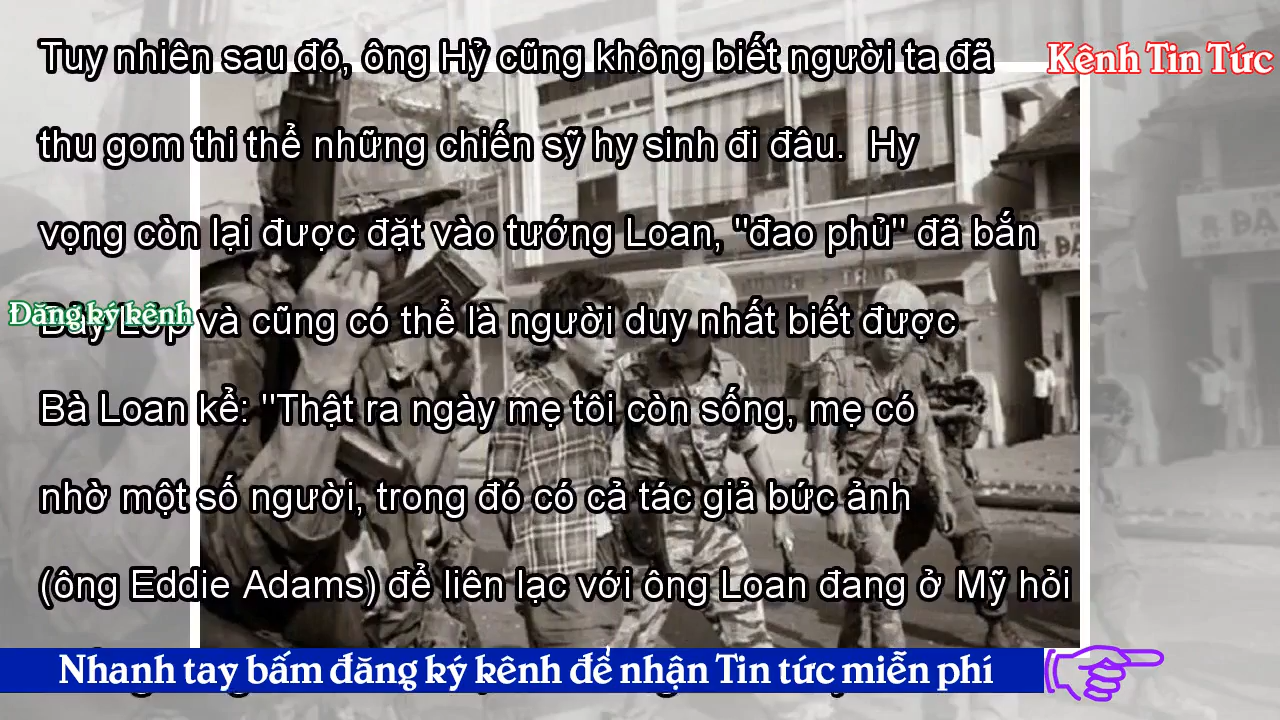 Tuy nhiên sau đó, ông Hỷ cũng không biết người ta đã
Kênh Tin Tức
thu gom thi thể những chiến sỹ hy sinh đi đâu. Hy
vọng còn lại được đặt vào tướng Loan, "đao phủ" đã bắn
Đăng ký kênh
Bảy Lốp và cũng có thể là người duy nhất biết được
Bà Loan kể: "Thật ra ngày mẹ tôi còn sống, mẹ có
nhờ một số người, trong đó có cả tác giả bức ảnh
(ông Eddie Adams) để liên lạc với ông Loan đang ở Mỹ hỏi
Nhanh tay bấm đăng ký kênh để nhận Tin tức miễn phí
ĐA